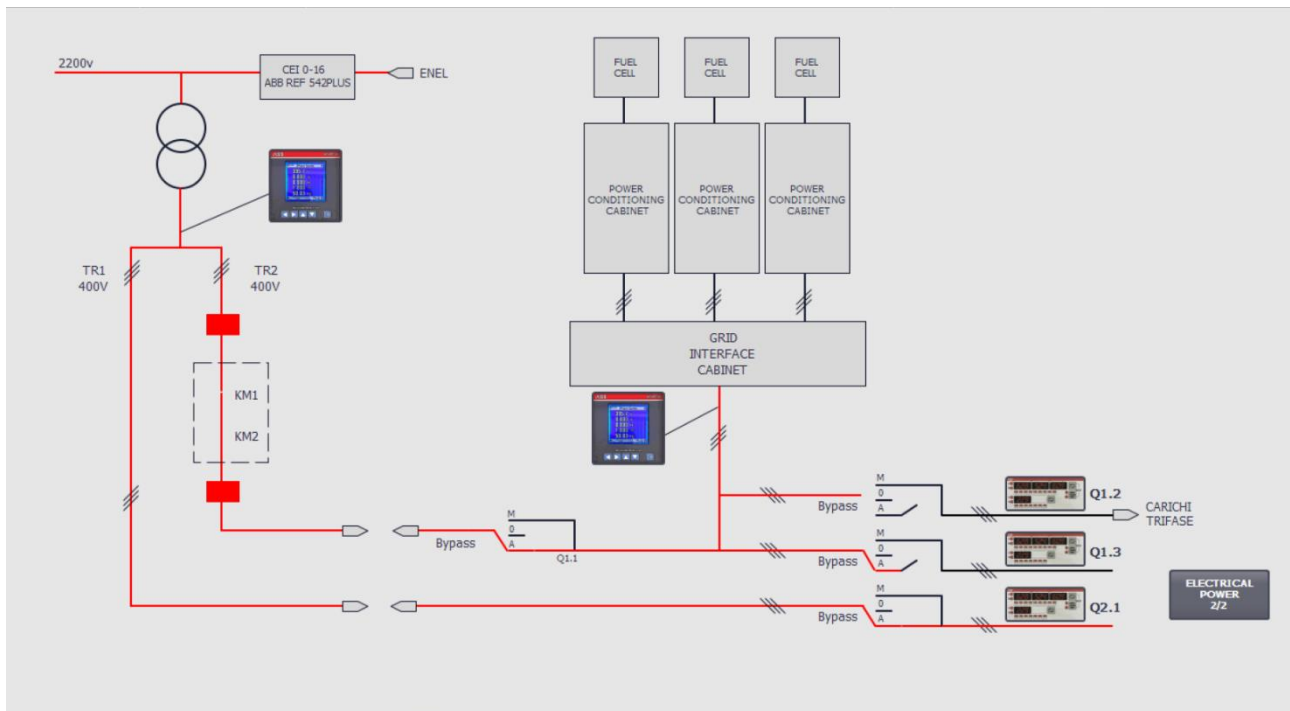 2200v
CEI 0-16
ABB REF 542PLUS
ENEL
FUEL
CELL
FUEL
CELL
FUEL
CELL
POWER
CONDITIONING
CABINET
POWER
CONDITIONING
CABINET
POWER
CONDITIONING
CABINET
ABB
TR1
400V
TR2
400V
GRID
INTERFACE
CABINET
KM1
KM2
ABB
M
0
A
Bypass
Q1.2
CARICHI
TRIFASE
M
0
A
Bypass
Q1.1
M
0
A
Bypass
Q1.3
M
0
A
Bypass
Q2.1
ELECTRICAL
POWER
2/2